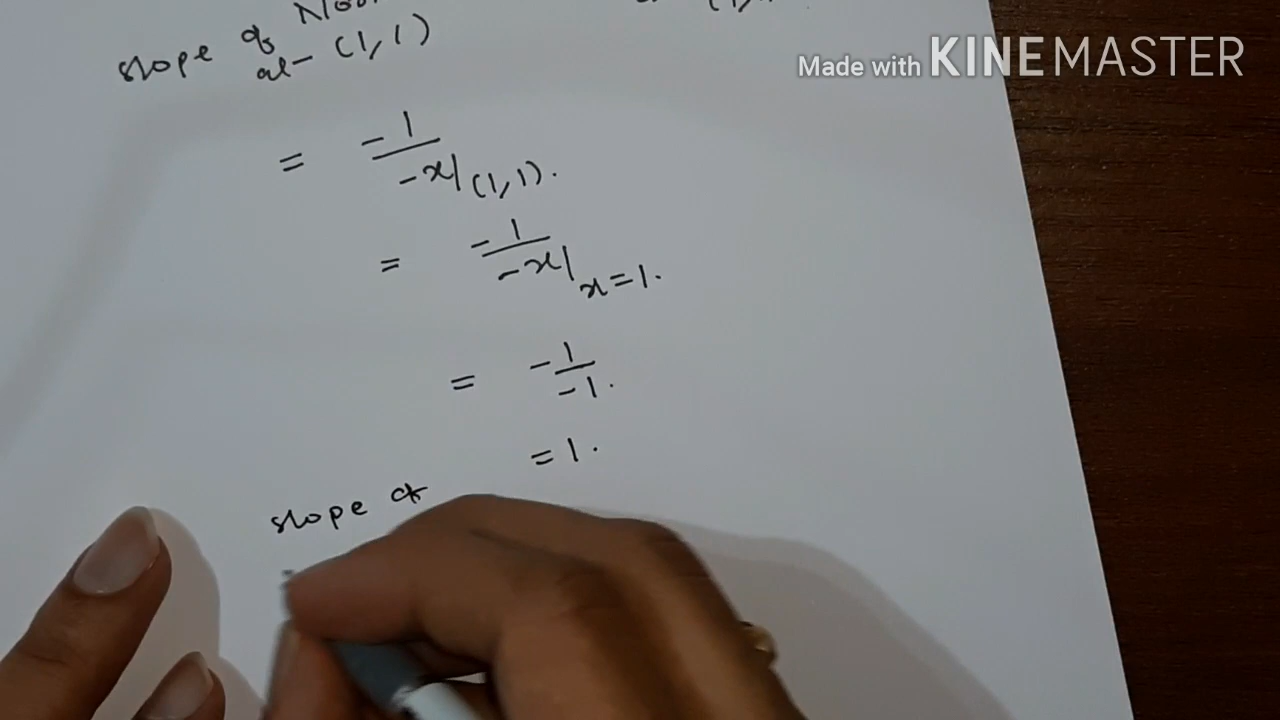 slope of
at (1,1)
Made with KINEMASTER
= -1/-x|(1,1).
= -1/-x|x=1.
= -1/-1.
= 1.
slope of